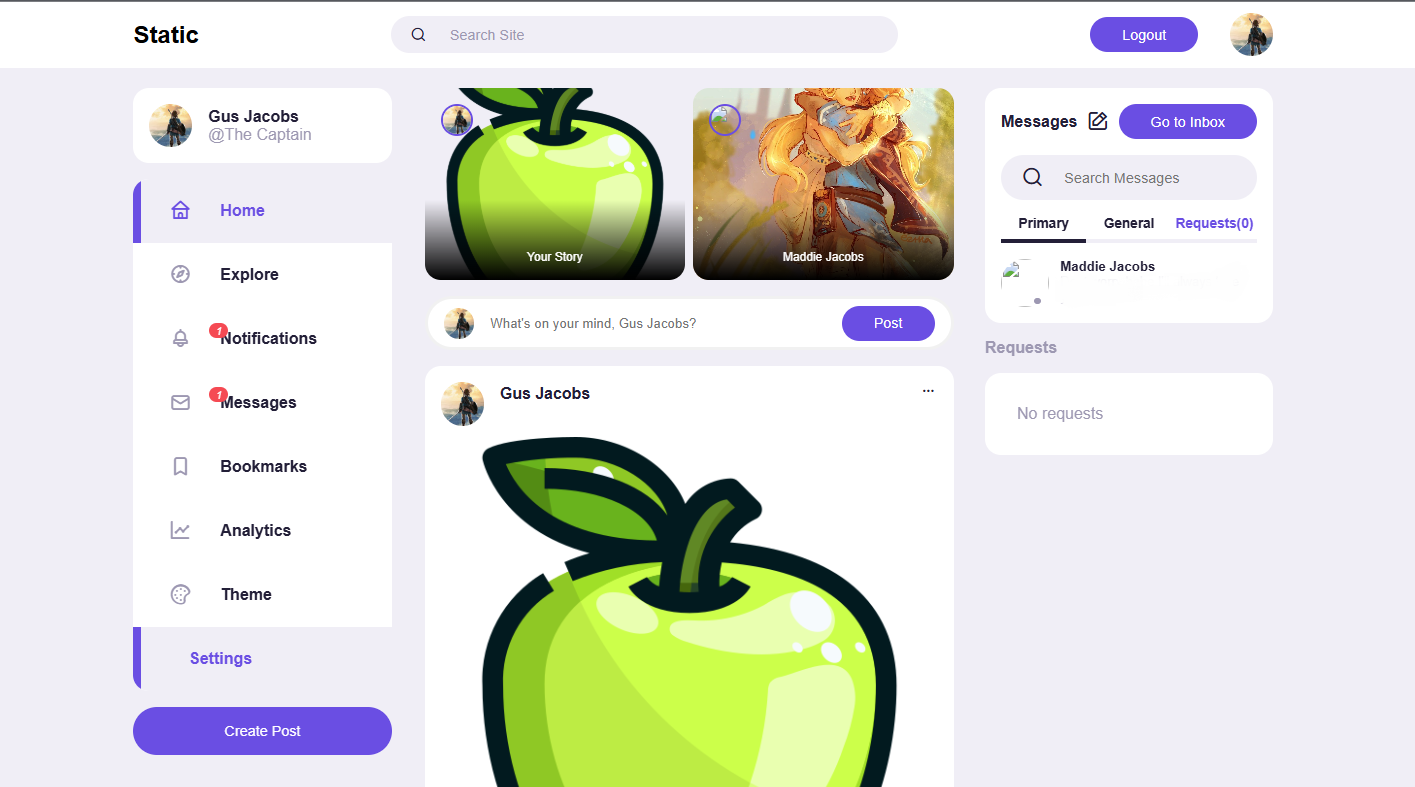 Static
Search Site
Logout
Gus Jacobs
@The Captain
Home
Explore
1
Notifications
1
Messages
Bookmarks
Analytics
Theme
Settings
Create Post
Your Story
Maddie Jacobs
What's on your mind, Gus Jacobs?
Post
Gus Jacobs
...
Messages
Go to Inbox
Search Messages
Primary General Requests(0)
Maddie Jacobs
Requests
No requests